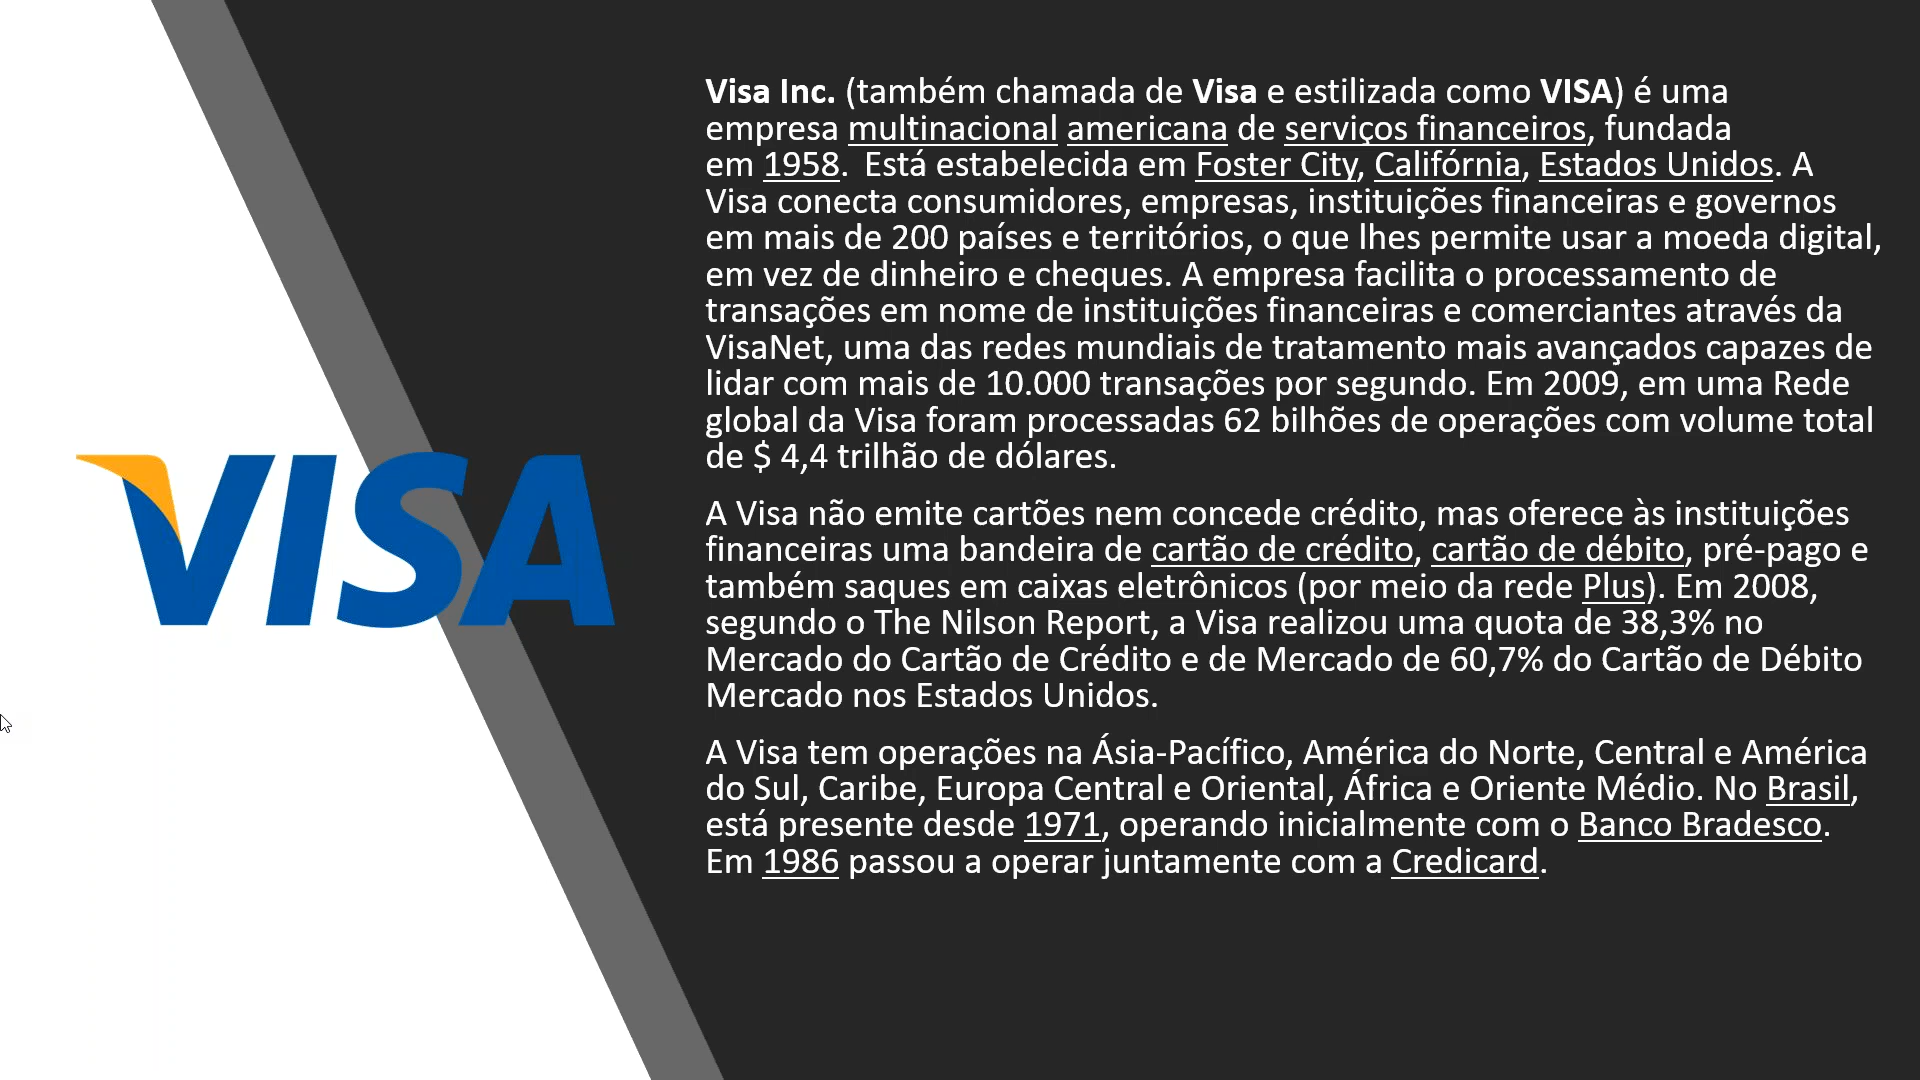 VISA
Visa Inc. (também chamada de Visa e estilizada como VISA) é uma
empresa multinacional americana de serviços financeiros, fundada
em 1958.  Está estabelecida em Foster City, Califórnia, Estados Unidos. A
Visa conecta consumidores, empresas, instituições financeiras e governos
em mais de 200 países e territórios, o que lhes permite usar a moeda digital,
em vez de dinheiro e cheques. A empresa facilita o processamento de
transações em nome de instituições financeiras e comerciantes através da
VisaNet, uma das redes mundiais de tratamento mais avançados capazes de
lidar com mais de 10.000 transações por segundo. Em 2009, em uma Rede
global da Visa foram processadas 62 bilhões de operações com volume total
de $ 4,4 trilhão de dólares.
A Visa não emite cartões nem concede crédito, mas oferece às instituições
financeiras uma bandeira de cartão de crédito, cartão de débito, pré-pago e
também saques em caixas eletrônicos (por meio da rede Plus). Em 2008,
segundo o The Nilson Report, a Visa realizou uma quota de 38,3% no
Mercado do Cartão de Crédito e de Mercado de 60,7% do Cartão de Débito
Mercado nos Estados Unidos.
A Visa tem operações na Ásia-Pacífico, América do Norte, Central e América
do Sul, Caribe, Europa Central e Oriental, África e Oriente Médio. No Brasil,
está presente desde 1971, operando inicialmente com o Banco Bradesco.
Em 1986 passou a operar juntamente com a Credicard.